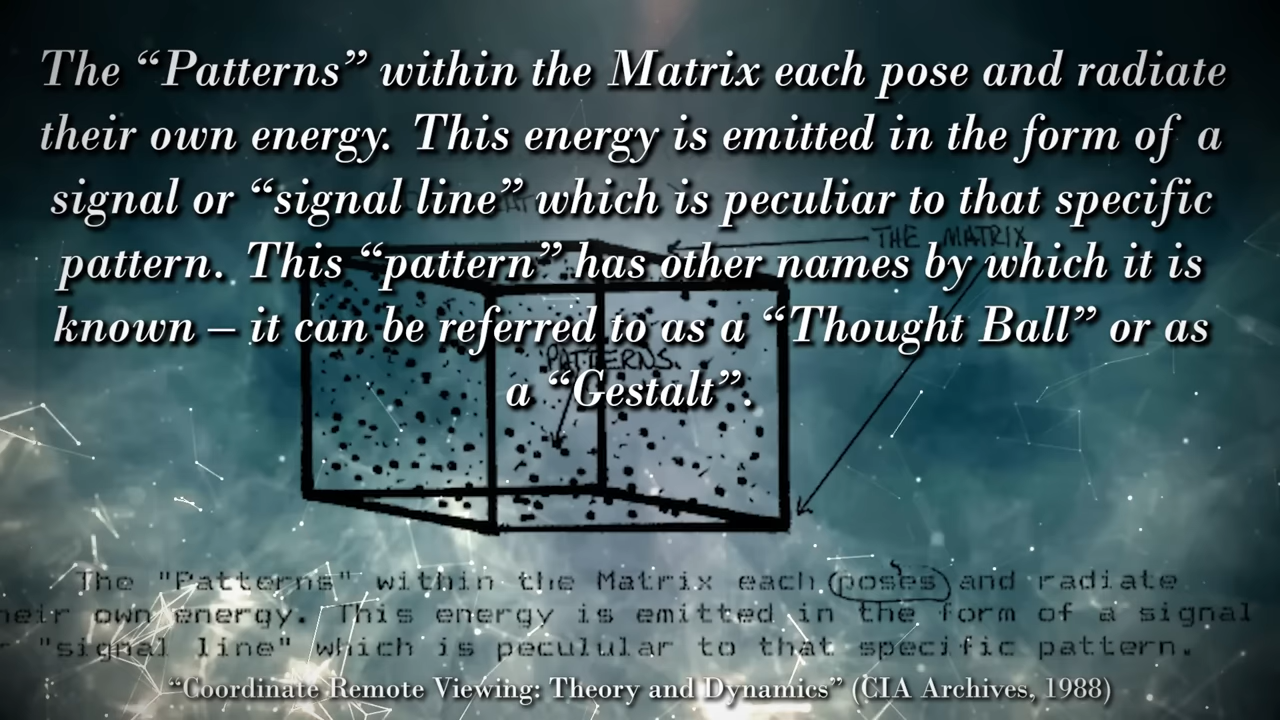 The “Patterns” within the Matrix each pose and radiate
their own energy. This energy is emitted in the form of a
signal or “signal line” which is peculiar to that specific
pattern. This “pattern” has other names by which it is
known – it can be referred to as a “Thought Ball” or as
a “Gestalt”.
THE MATRIX
PATTERNS.
The "Patterns" within the Matrix each poses and radiate
heir own energy. This energy is emitted in the form of a signal
"signal line" which is peculular to that specific pattern.
“Coordinate Remote Viewing: Theory and Dynamics” (CIA Archives, 1988)